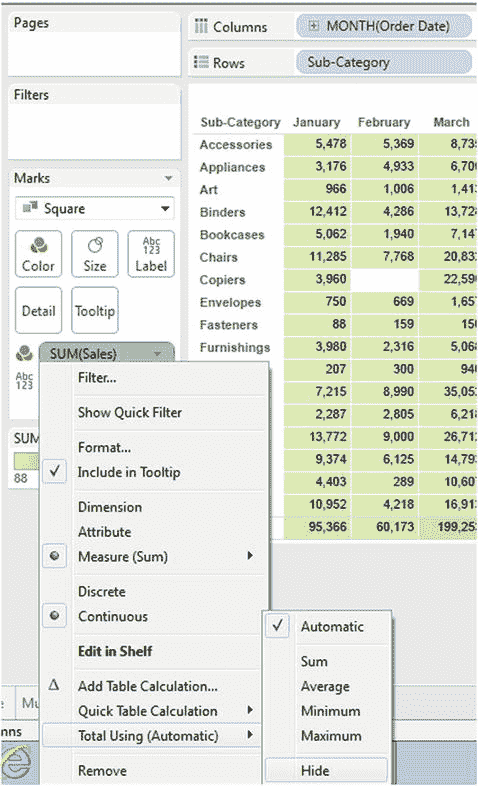 Pages
Columns
MONTH(Order Date)
Rows
Sub-Category
Filters
Marks
Square
Color
Size
Abc
123
Label
Detail
Tooltip
SUM(Sales)
Abc
123
SUM
88
Sub-Category January February March
Accessories 5,478 5,369
Appliances 3,176 4,933
Art 966 1,006
Binders 12,412 4,286
Bookcases 5,062 1,940
Chairs 11,285 7,768
Copiers 3,960
Envelopes 750 669
Fasteners 88 159
Furnishings 3,980 2,316
207 300
7,215 8,990
2,287 2,805
13,772 9,000
9,374 6,125
4,403 289
10,952 4,218
95,366 60,173
Filter...
Show Quick Filter
Format...
Include in Tooltip
Dimension
Attribute
Measure (Sum)
Discrete
Continuous
Edit in Shelf
Add Table Calculation...
Quick Table Calculation
Total Using (Automatic)
Remove
Automatic
Sum
Average
Minimum
Maximum
Hide